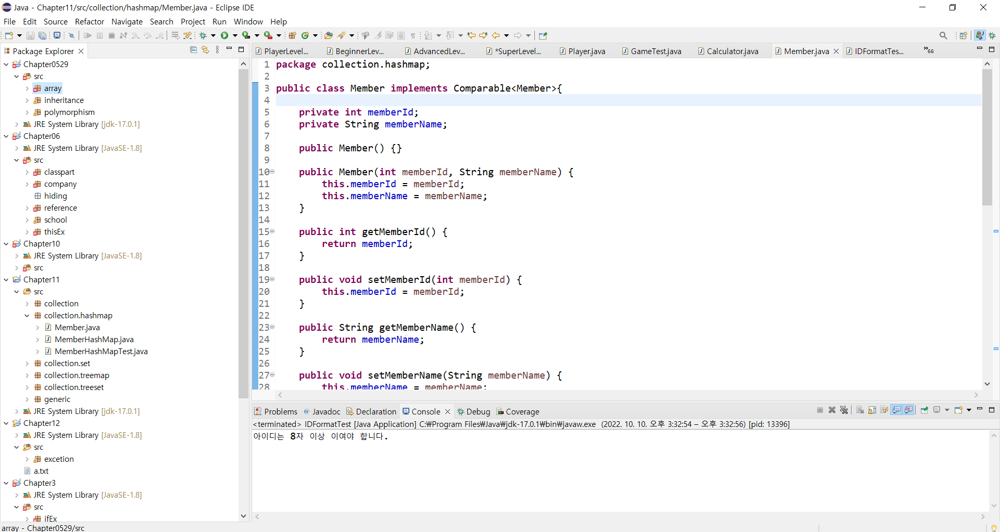 Java - Chapter11/src/collection/hashmap/Member.java - Eclipse IDE
File Edit Source Refactor Navigate Search Project Run Window Help
Package Explorer
Chapter0529
src
array
inheritance
polymorphism
JRE System Library [jdk-17.0.1]
Chapter06
JRE System Library [JavaSE-1.8]
src
classpart
company
hiding
reference
school
thisEx
Chapter10
JRE System Library [JavaSE-1.8]
src
Chapter11
src
collection
collection.hashmap
Member.java
MemberHashMap.java
MemberHashMapTest.java
collection.set
collection.treemap
collection.treeset
generic
JRE System Library [jdk-17.0.1]
Chapter12
JRE System Library [JavaSE-1.8]
src
excetion
a.txt
Chapter3
JRE System Library [JavaSE-1.8]
src
ifEx
PlayerLevel... BeginnerLev... AdvancedLev... *SuperLevel... Player.java GameTest.java Calculator.java Member.java IDFormatTes... »66
1 package collection.hashmap;
2
3 public class Member implements Comparable<Member>{
4
5 private int memberId;
6 private String memberName;
7
8 public Member() {}
9
10 public Member(int memberId, String memberName) {
11 this.memberId = memberId;
12 this.memberName = memberName;
13 }
14
15 public int getMemberId() {
16 return memberId;
17 }
18
19 public void setMemberId(int memberId) {
20 this.memberId = memberId;
21 }
22
23 public String getMemberName() {
24 return memberName;
25 }
26
27 public void setMemberName(String memberName) {
28 this.memberName = memberName;
Problems @ Javadoc Declaration Console Debug Coverage
<terminated> IDFormatTest [Java Application] C:₩Program Files₩Java₩jdk-17.0.1₩bin₩javaw.exe (2022. 10. 10. 오후 3:32:54 – 오후 3:32:56) [pid: 13396]
아이디는 8자 이상 이여야 합니다.
array - Chapter0529/src